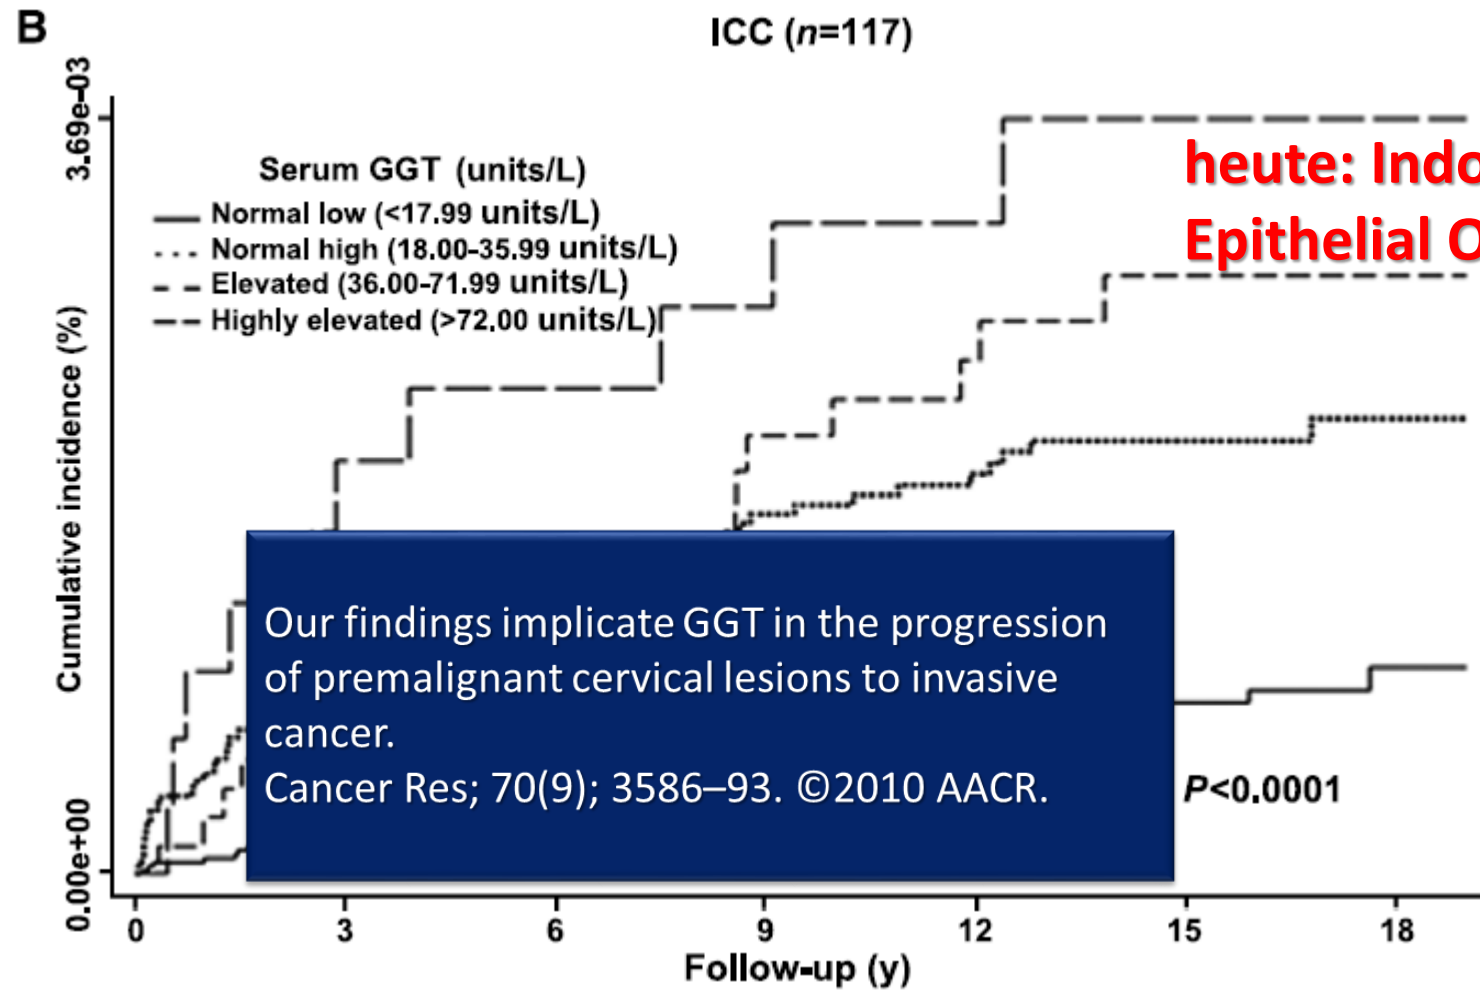 B
ICC (n=117)
3.69e-03
Serum GGT (units/L)
Normal low (<17.99 units/L)
Normal high (18.00-35.99 units/L)
Elevated (36.00-71.99 units/L)
Highly elevated (>72.00 units/L)
heute:
Epithelial
Cumulative incidence (%)
Our findings implicate GGT in the progression
of premalignant cervical lesions to invasive
cancer.
Cancer Res; 70(9); 3586–93. ©2010 AACR.
P<0.0001
0.00e+00
0 3 6 9 12 15 18
Follow-up (y)